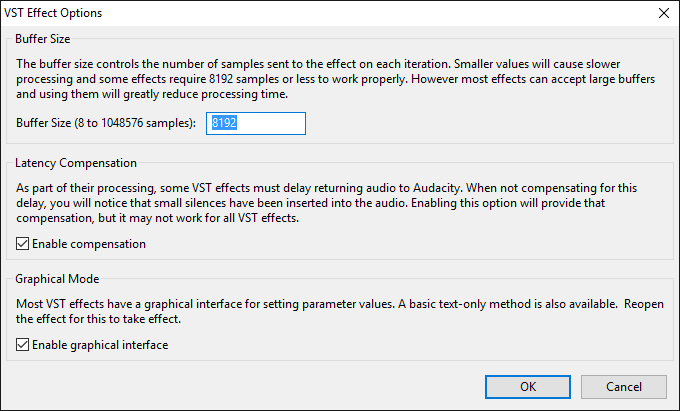 VST Effect Options
Buffer Size
The buffer size controls the number of samples sent to the effect on each iteration. Smaller values will cause slower
processing and some effects require 8192 samples or less to work properly. However most effects can accept large buffers
and using them will greatly reduce processing time.
Buffer Size (8 to 1048576 samples): 8192
Latency Compensation
As part of their processing, some VST effects must delay returning audio to Audacity. When not compensating for this
delay, you will notice that small silences have been inserted into the audio. Enabling this option will provide that
compensation, but it may not work for all VST effects.
Enable compensation
Graphical Mode
Most VST effects have a graphical interface for setting parameter values. A basic text-only method is also available.  Reopen
the effect for this to take effect.
Enable graphical interface
OK Cancel